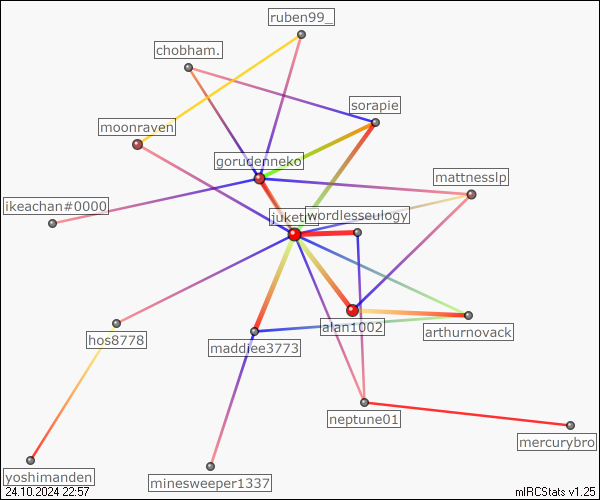 ruben99_
chobham.
sorapie
moonraven
gorudenneko
mattnesslp
ikeachan#0000
wordlesseulogy
alan1002
arthurnovack
hos8778
maddiee3773
neptune01
mercurybro
yoshimanden
minesweeper1337
24.10.2024 22:57
mIRCStats v1.25